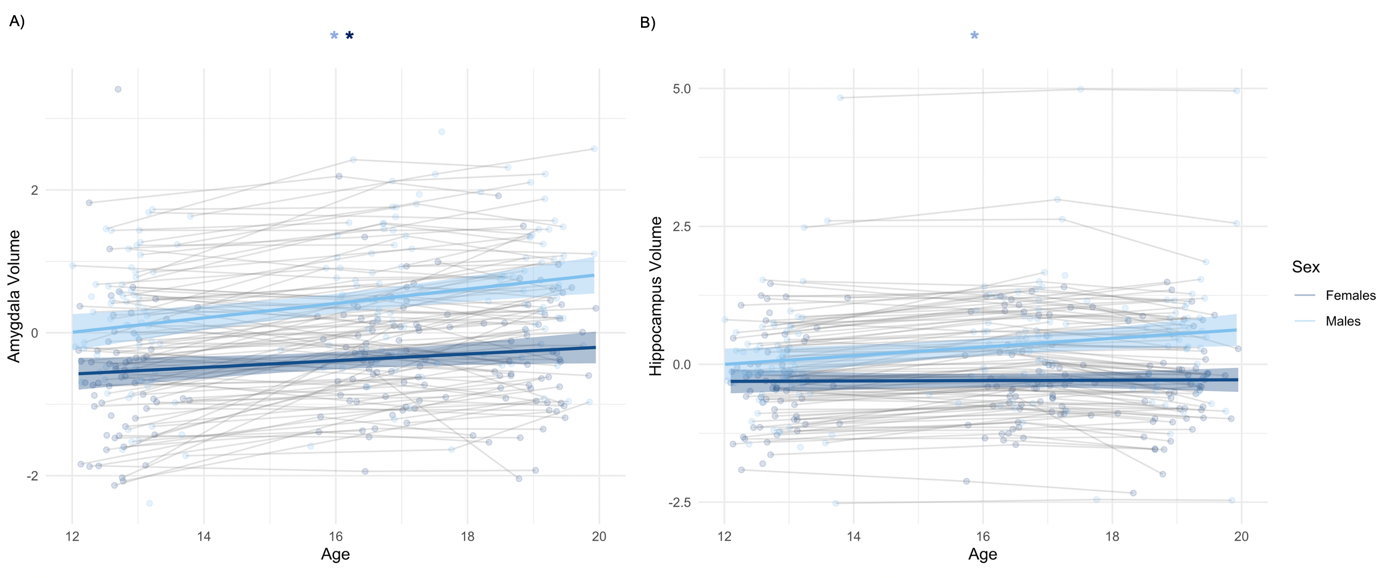 A)
* *
Amygdala Volume
2
0
-2
12 14 16 18 20
Age
B)
*
Hippocampus Volume
5.0
2.5
0.0
-2.5
12 14 16 18 20
Age
Sex
Females
Males